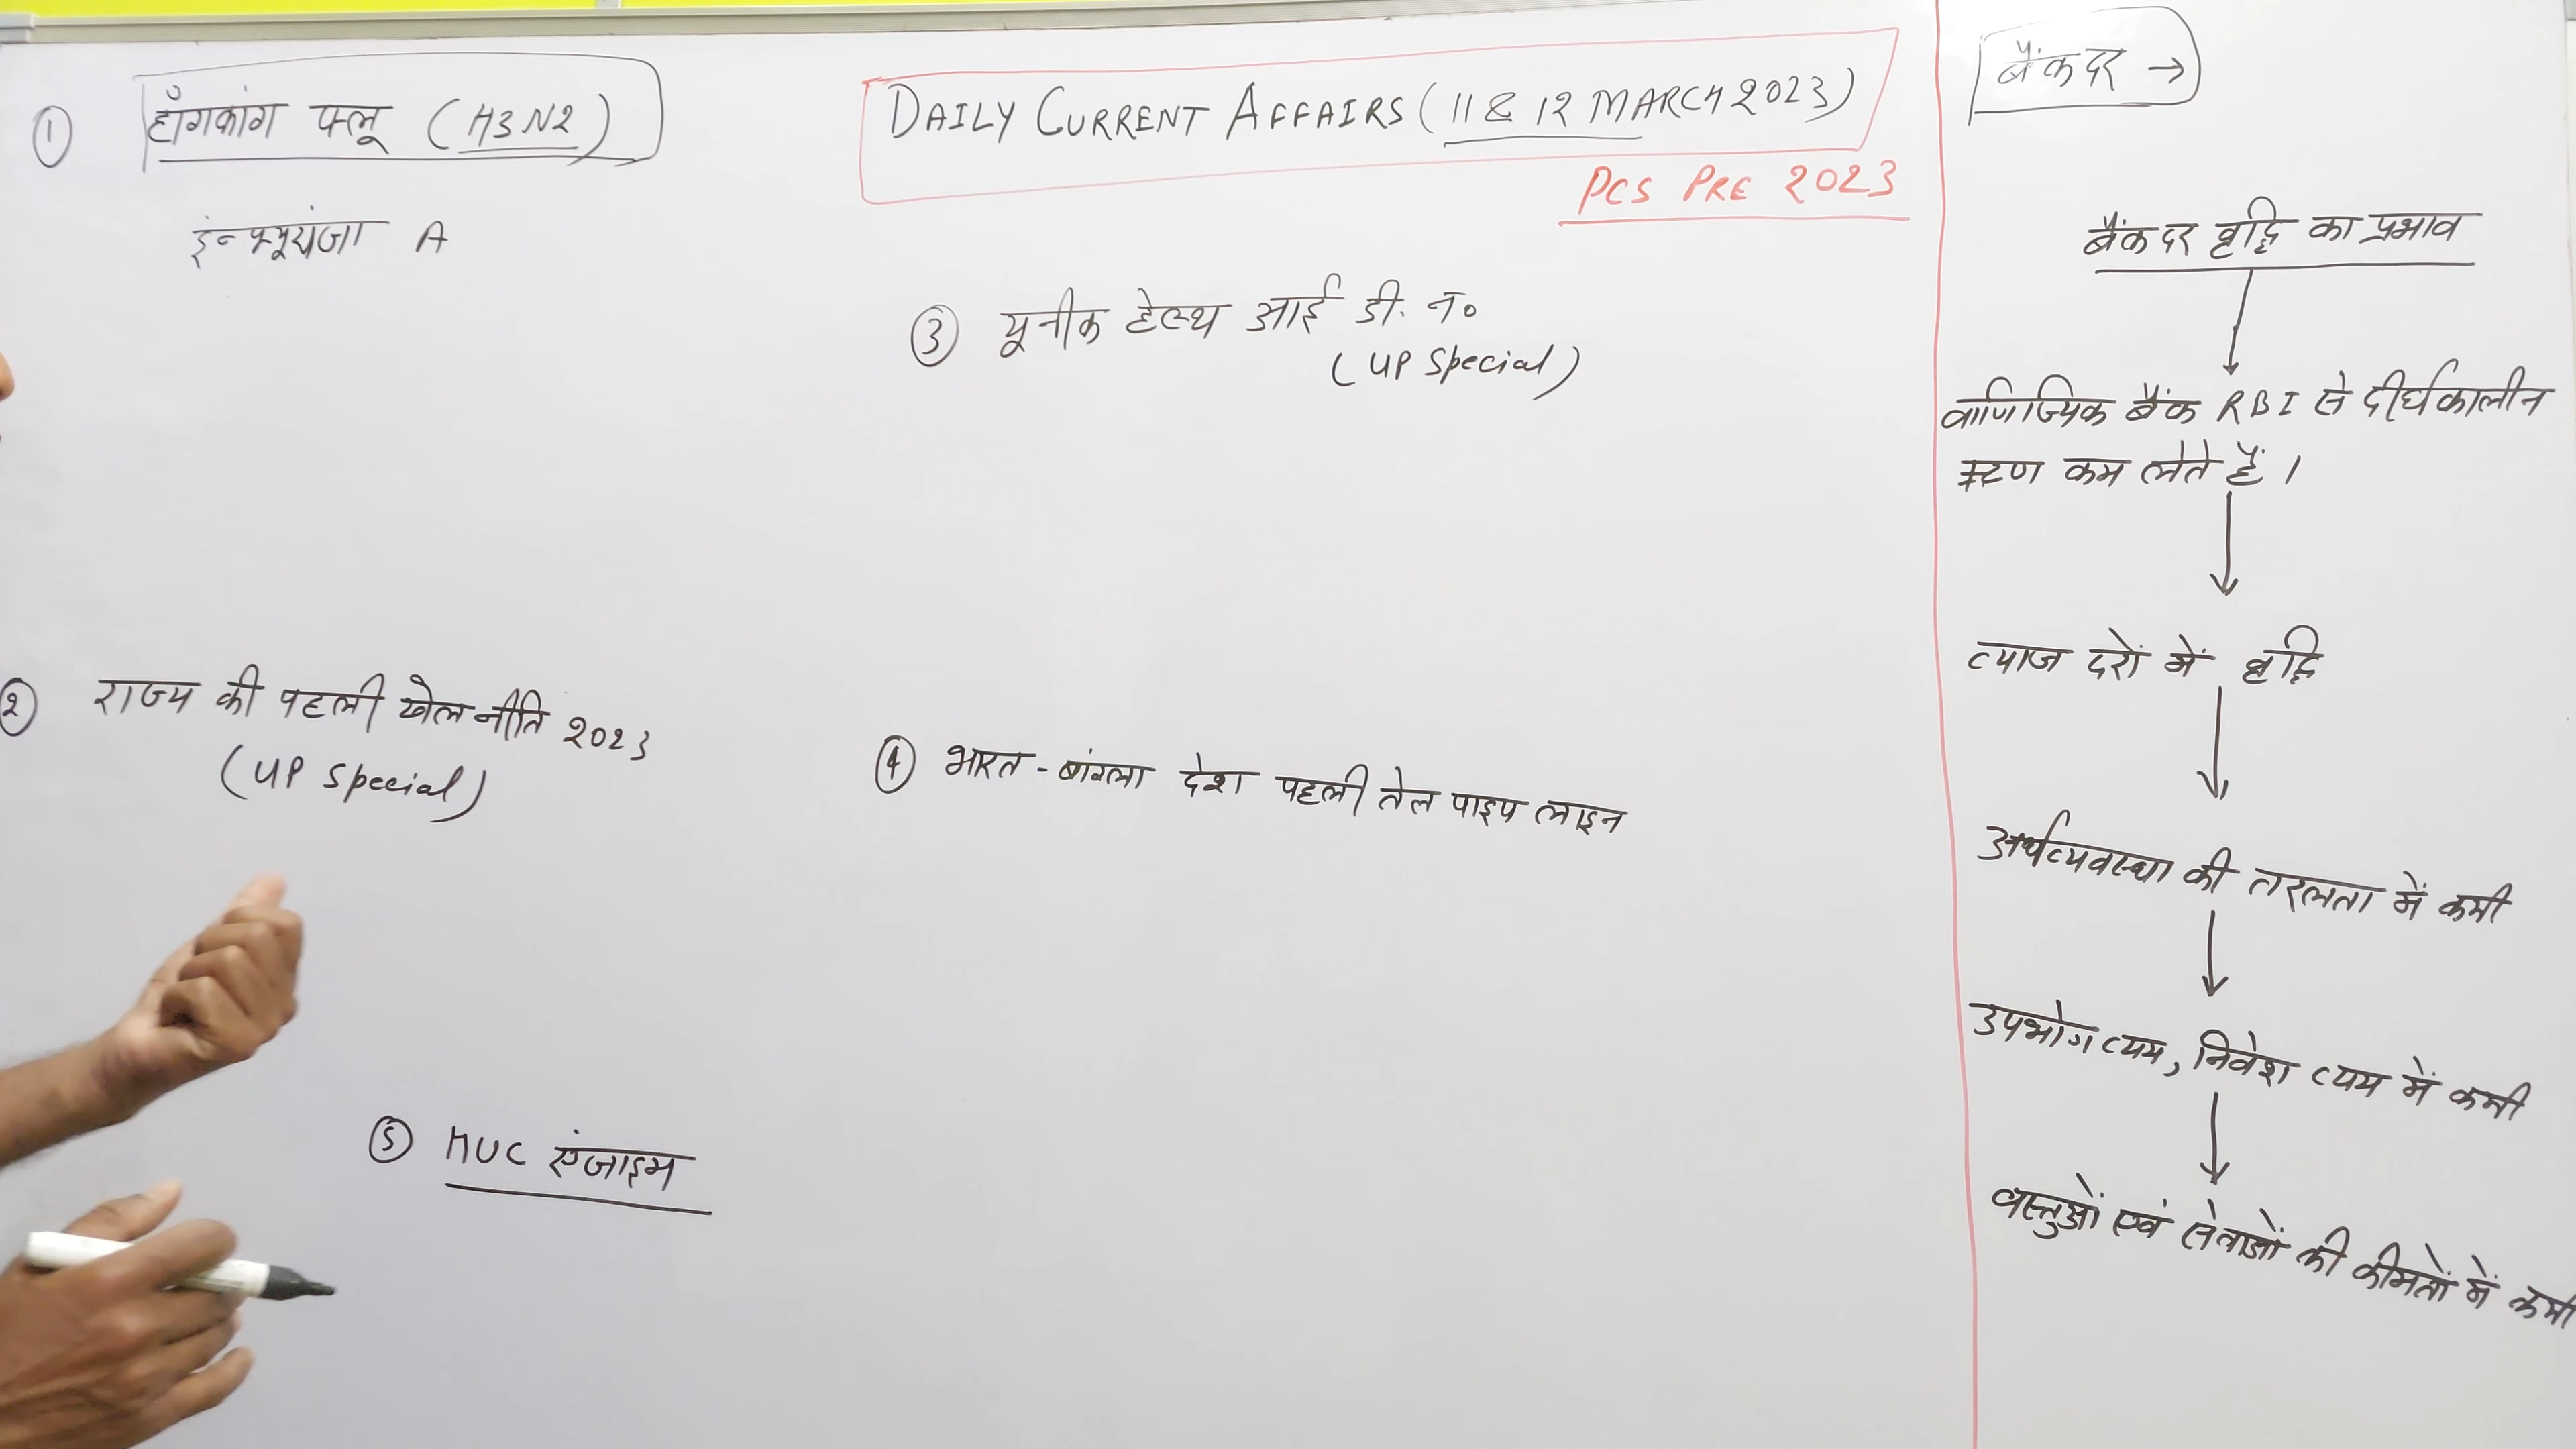 ① हाँगकांग फ्लू (H3N2)
इन्फ्लूयंजा A
DAILY CURRENT AFFAIRS (11 & 12 MARCH 2023)
PCS PRE 2023
③ यूनीक हेल्थ आई डी. नं०
(UP Special)
② राज्य की पहली खेल नीति 2023
(UP Special)
④ भारत - बांग्ला देश पहली तेल पाइप लाइन
⑤ HUC एंजाइम
बैंक दर →
बैंक दर वृद्धि का प्रभाव
वाणिज्यिक बैंक RBI से दीर्घकालीन
ऋण कम लेते हैं।
ब्याज दरों में वृद्धि
अर्थव्यवस्था की तरलता में कमी
उपभोग व्यय, निवेश व्यय में कमी
वस्तुओं एवं सेवाओं की कीमतों में कमी